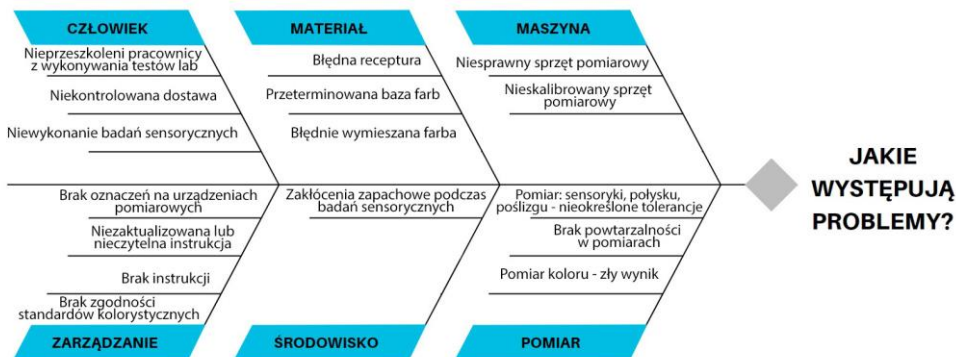 CZŁOWIEK
Nieprzeszkoleni pracownicy
z wykonywania testów lab
Niekontrolowana dostawa
Niewykonanie badań sensorycznych
MATERIAŁ
Błędna receptura
Przeterminowana baza farb
Błędnie wymieszana farba
MASZYNA
Niesprawny sprzęt pomiarowy
Nieskalibrowany sprzęt
pomiarowy
Brak oznaczeń na urządzeniach
pomiarowych
Niezaktualizowana lub
nieczytelna instrukcja
Brak instrukcji
Brak zgodności
standardów kolorystycznych
ZARZĄDZANIE
Zakłócenia zapachowe podczas
badań sensorycznych
ŚRODOWISKO
Pomiar: sensoryki, połysku,
poślizgu - nieokreślone tolerancje
Brak powtarzalności
w pomiarach
Pomiar koloru - zły wynik
POMIAR
JAKIE
WYSTĘPUJĄ
PROBLEMY?